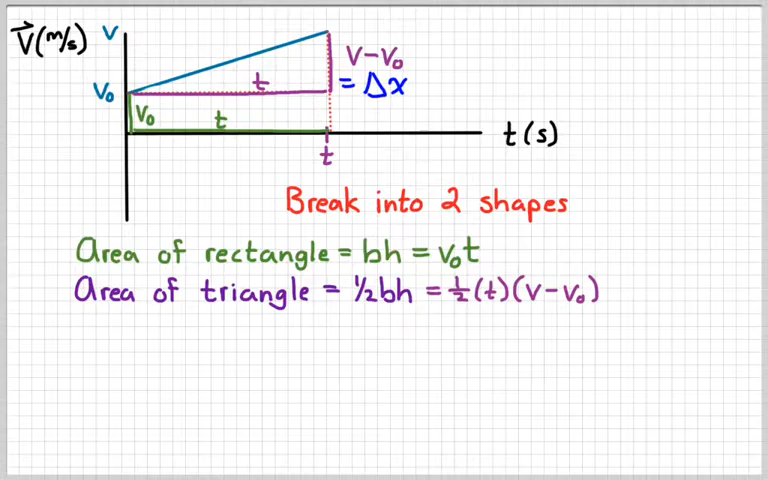 V⃗(m/s) V
V₀
V₀
t
t
V-V₀
= Δx
t
t(s)
Break into 2 shapes
Area of rectangle = bh = v₀t
Area of triangle = ½bh = ½(t)(v-v₀)